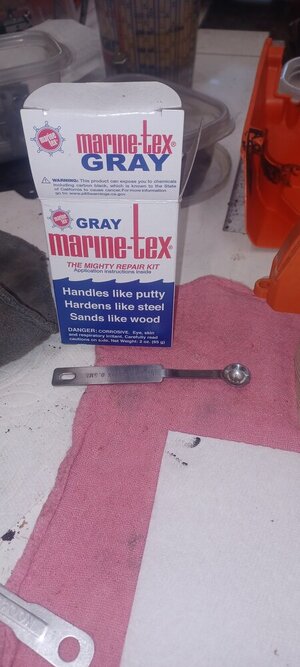 marine-tex®
GRAY
WARNING: This product can expose you to chemicals
including carbon black, which is known to the State
of California to cause cancer. For more information
go to: www.p65warnings.ca.gov
GRAY
marine-tex®
THE MIGHTY REPAIR KIT
Application instructions inside
Handles like putty
Hardens like steel
Sands like wood
DANGER: CORROSIVE. Eye, skin
and respiratory irritant. Carefully read
cautions on side. Net Weight: 2 oz. (65 g)